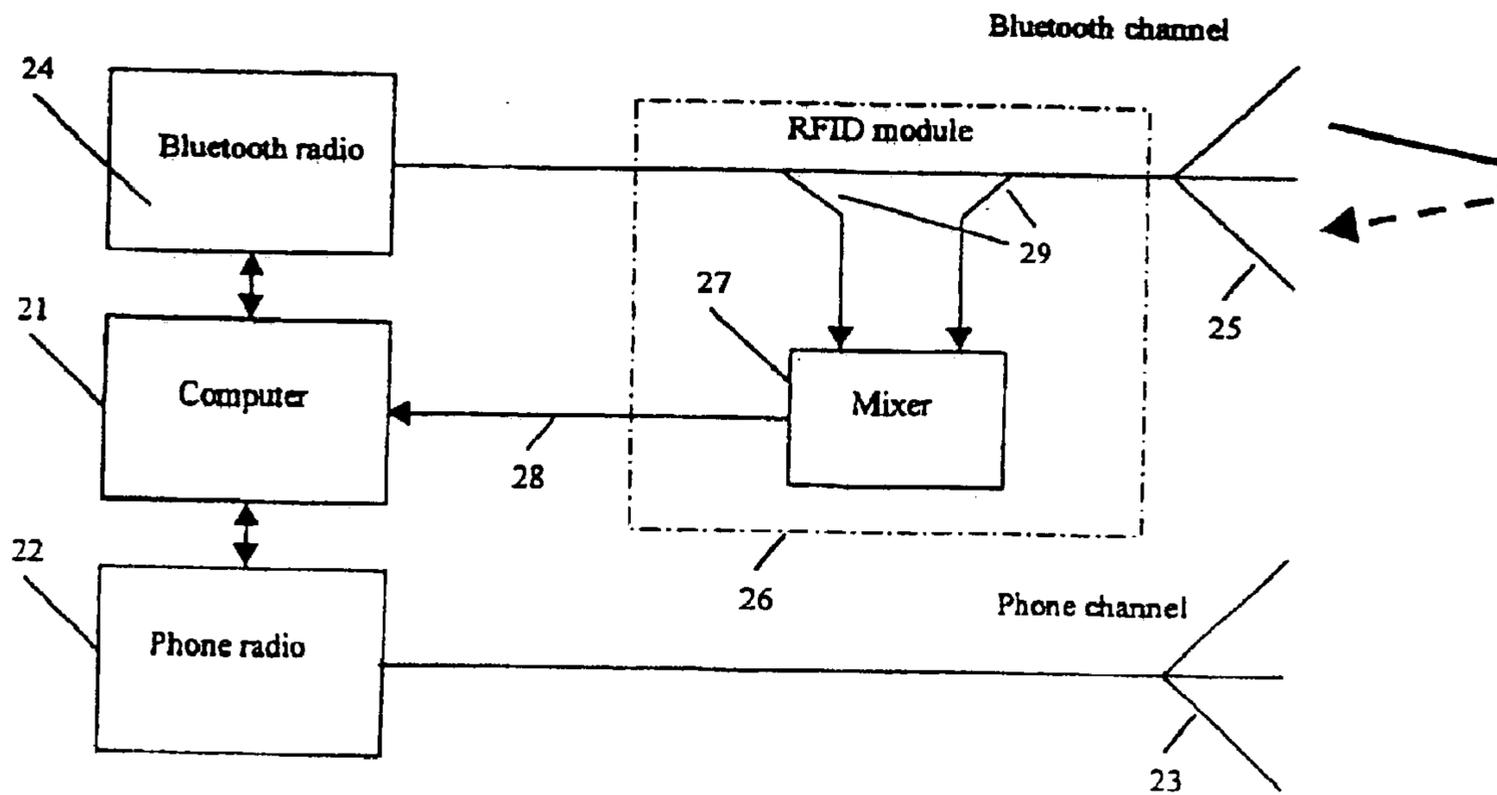 Bluetooth channel
24
Bluetooth radio
RFID module
29
27
25
21
Computer
Mixer
28
22
26
Phone channel
Phone radio
23